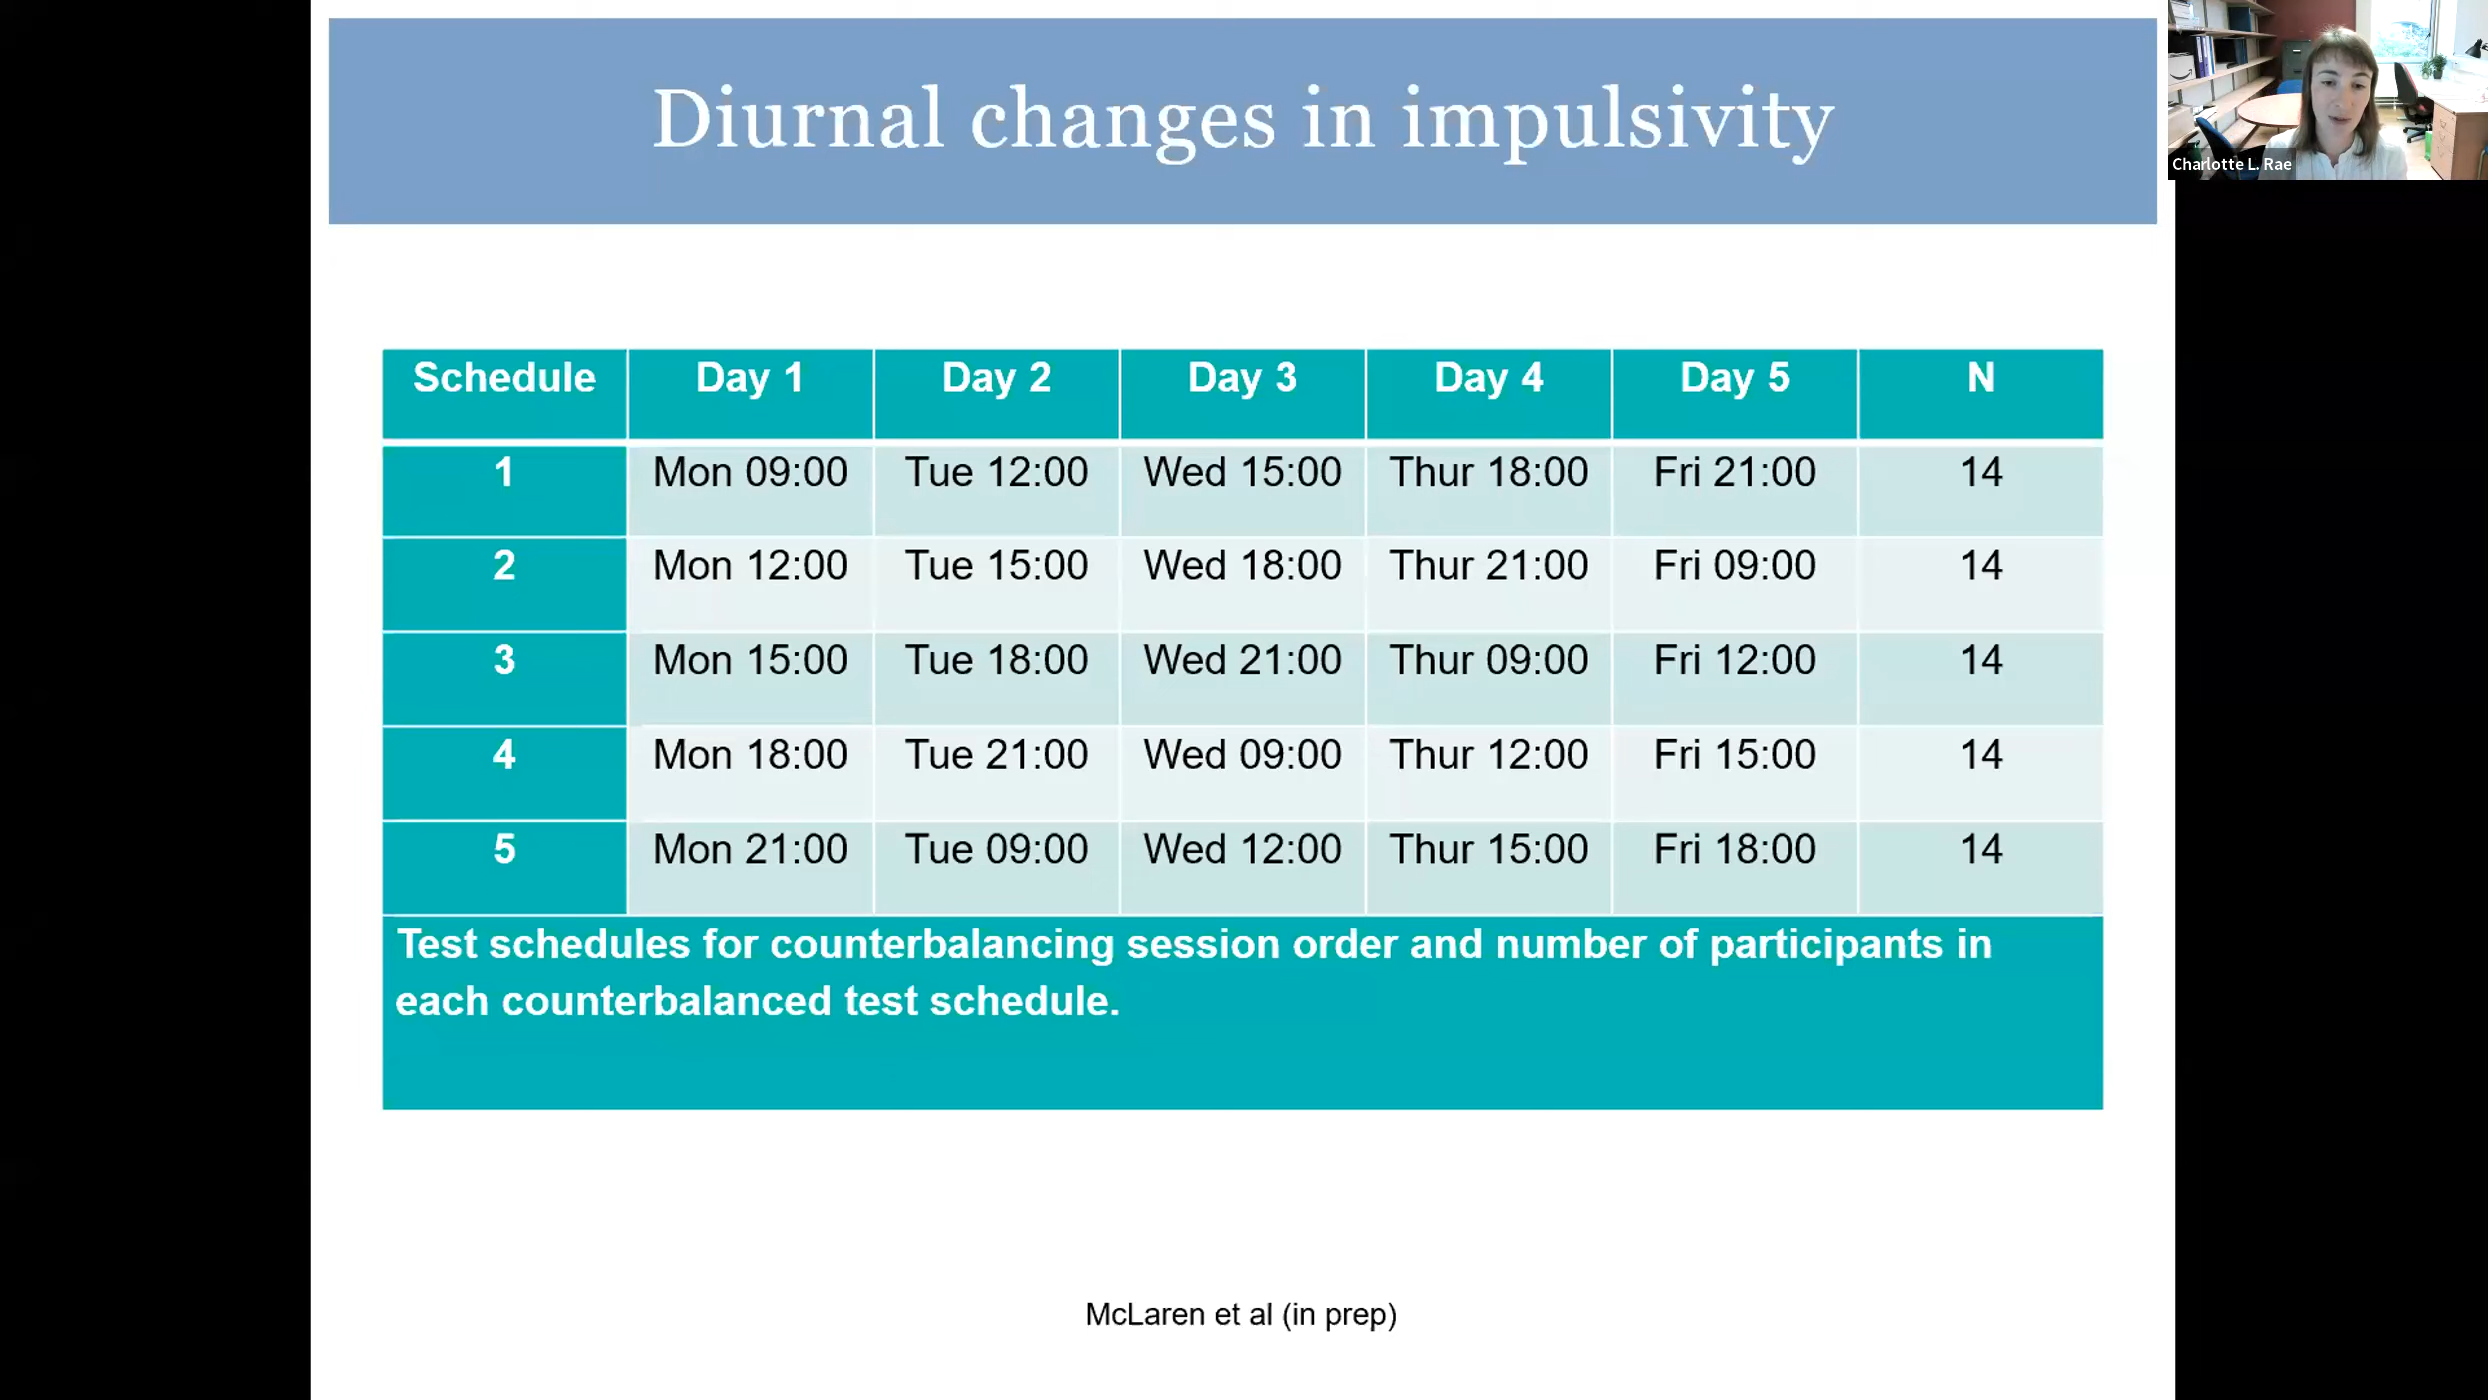 Diurnal changes in impulsivity
Charlotte L. Rae
Schedule Day 1 Day 2 Day 3 Day 4 Day 5 N
1 Mon 09:00 Tue 12:00 Wed 15:00 Thur 18:00 Fri 21:00 14
2 Mon 12:00 Tue 15:00 Wed 18:00 Thur 21:00 Fri 09:00 14
3 Mon 15:00 Tue 18:00 Wed 21:00 Thur 09:00 Fri 12:00 14
4 Mon 18:00 Tue 21:00 Wed 09:00 Thur 12:00 Fri 15:00 14
5 Mon 21:00 Tue 09:00 Wed 12:00 Thur 15:00 Fri 18:00 14
Test schedules for counterbalancing session order and number of participants in
each counterbalanced test schedule.
McLaren et al (in prep)